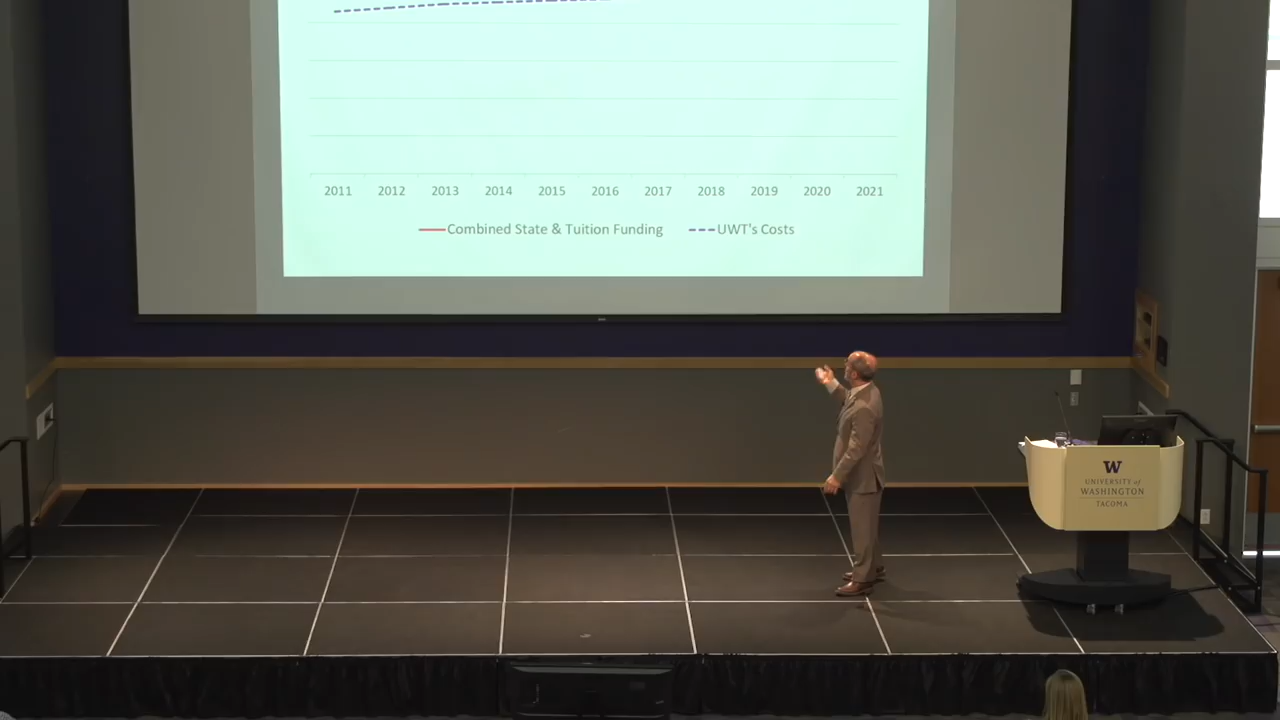 2011 2012 2013 2014 2015 2016 2017 2018 2019 2020 2021
Combined State & Tuition Funding UWT's Costs
W
UNIVERSITY of
WASHINGTON
TACOMA